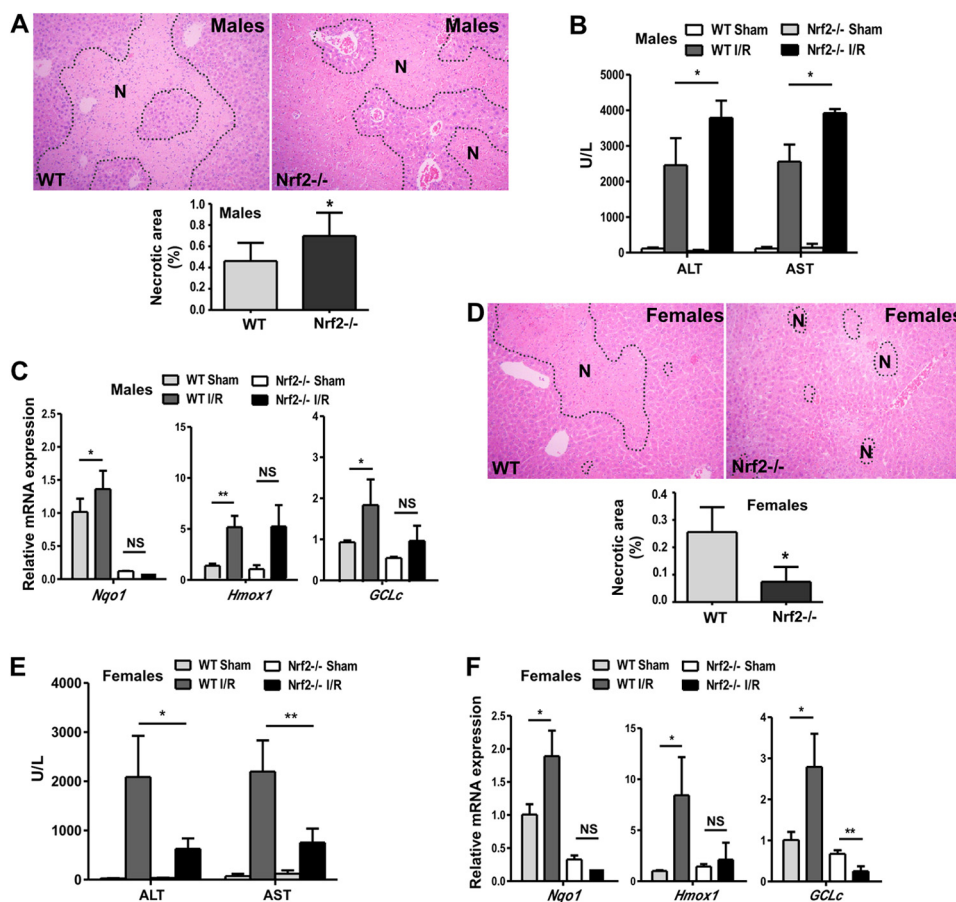 A
Males
N
WT
Males
N
Nrf2-/-
Males
*
Necrotic area
(%)
1.0
0.8
0.6
0.4
0.2
0.0
WT
Nrf2-/-
B
Males
WT Sham
Nrf2-/- Sham
WT I/R
Nrf2-/- I/R
U/L
5000
4000
3000
2000
1000
0
*
*
ALT
AST
C
Males
WT Sham
Nrf2-/- Sham
WT I/R
Nrf2-/- I/R
Relative mRNA expression
2.0
1.5
1.0
0.5
0.0
*
NS
Nqo1
15
10
5
0
**
NS
Hmox1
4
3
2
1
0
*
NS
GCLc
D
Females
N
WT
Females
N
N
N
Nrf2-/-
Females
Necrotic area
(%)
0.4
0.3
0.2
0.1
0.0
*
WT
Nrf2-/-
E
Females
WT Sham
Nrf2-/- Sham
WT I/R
Nrf2-/- I/R
U/L
4000
3000
2000
1000
0
*
**
ALT
AST
F
Females
WT Sham
Nrf2-/- Sham
WT I/R
Nrf2-/- I/R
Relative mRNA expression
2.5
2.0
1.5
1.0
0.5
0.0
*
NS
Nqo1
15
10
5
0
*
NS
Hmox1
4
3
2
1
0
*
**
GCLc